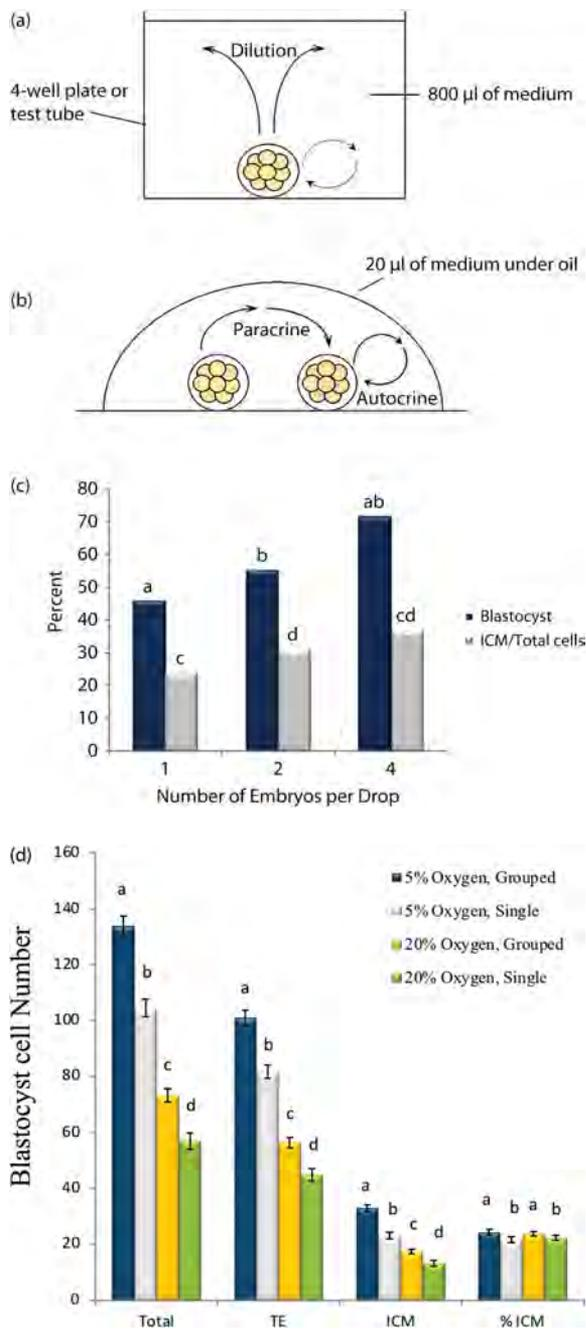 (a)
Dilution
4-well plate or
test tube
800 µl of medium
(b)
20 µl of medium under oil
Paracrine
Autocrine
(c)
80
70
60
50
40
30
20
10
0
Percent
a
c
b
d
ab
cd
Blastocyst
ICM/Total cells
1 2 4
Number of Embryos per Drop
(d)
160
140
120
100
80
60
40
20
0
Blastocyst cell Number
5% Oxygen, Grouped
5% Oxygen, Single
20% Oxygen, Grouped
20% Oxygen, Single
a b c d
a b c d
a b c d
a b a b
Total TE ICM % ICM